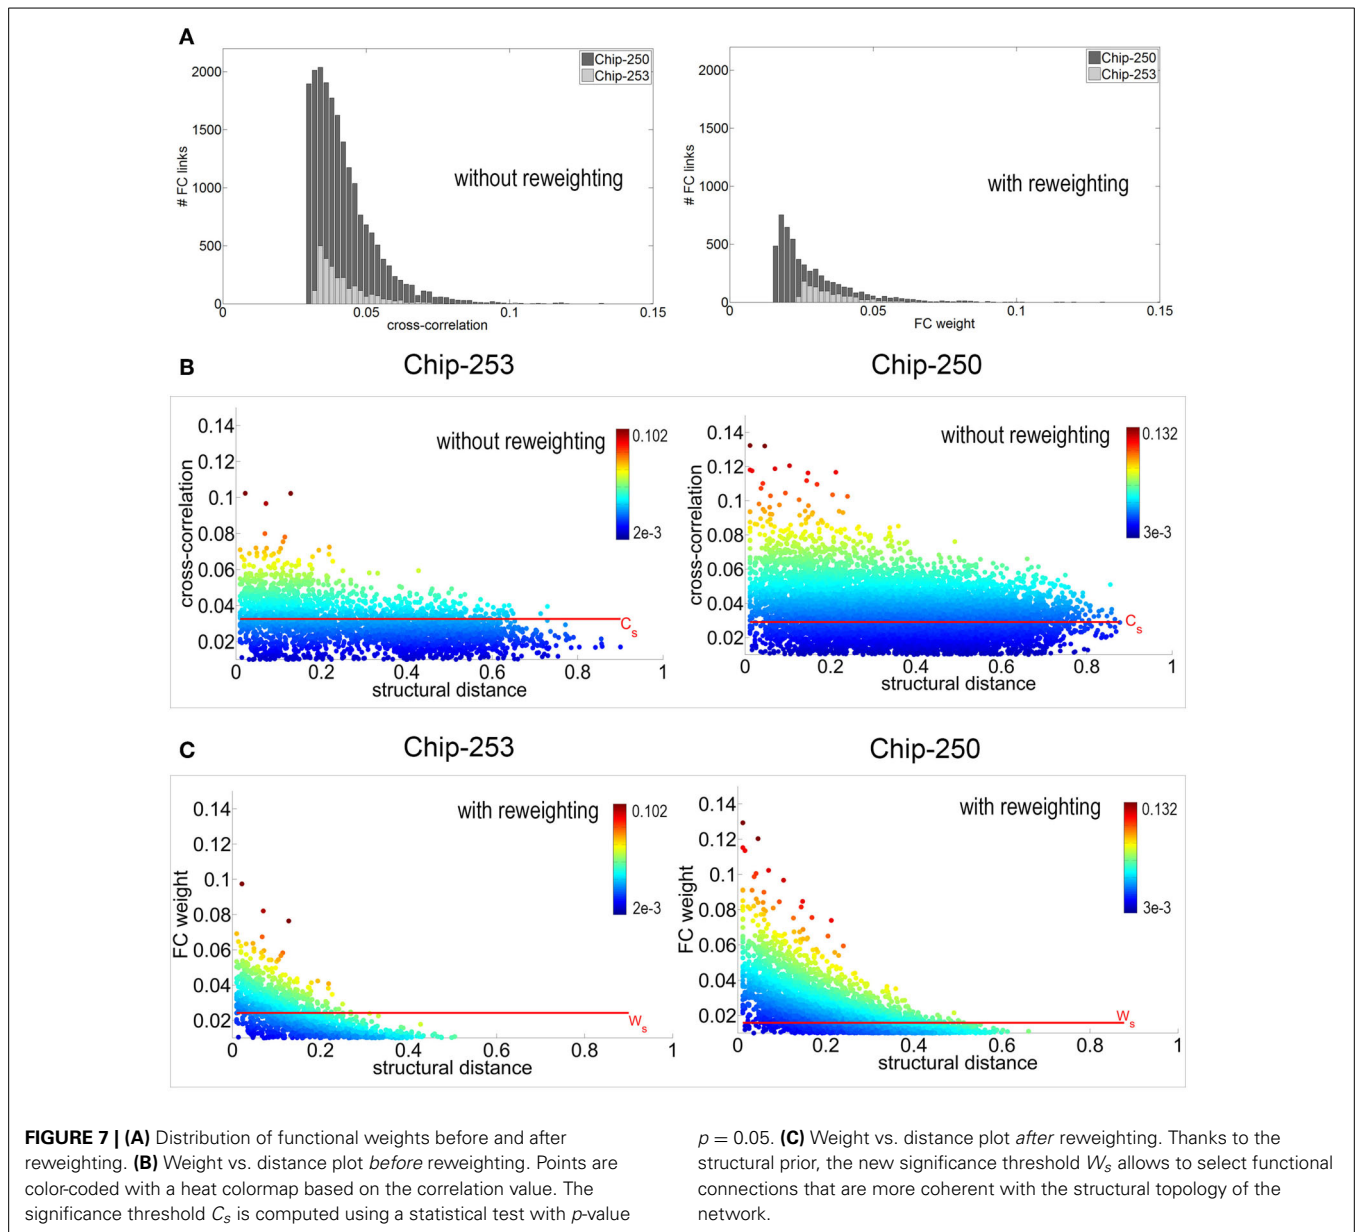 A
2000
1500
1000
500
0
0
0.05
0.1
0.15
# FC links
cross-correlation
Chip-250
Chip-253
without reweighting
2000
1500
1000
500
0
0
0.05
0.1
0.15
# FC links
FC weight
Chip-250
Chip-253
with reweighting
B
Chip-253
0.14
0.12
0.1
0.08
0.06
0.04
0.02
0
0.2
0.4
0.6
0.8
1
cross-correlation
structural distance
without reweighting
0.102
2e-3
Cs
Chip-250
0.14
0.12
0.1
0.08
0.06
0.04
0.02
0
0.2
0.4
0.6
0.8
1
cross-correlation
structural distance
without reweighting
0.132
3e-3
Cs
C
Chip-253
0.14
0.12
0.1
0.08
0.06
0.04
0.02
0
0.2
0.4
0.6
0.8
1
FC weight
structural distance
with reweighting
0.102
2e-3
Ws
Chip-250
0.14
0.12
0.1
0.08
0.06
0.04
0.02
0
0.2
0.4
0.6
0.8
1
FC weight
structural distance
with reweighting
0.132
3e-3
Ws
FIGURE 7 | (A) Distribution of functional weights before and after
reweighting. (B) Weight vs. distance plot before reweighting. Points are
color-coded with a heat colormap based on the correlation value. The
significance threshold Cs is computed using a statistical test with p-value
p = 0.05. (C) Weight vs. distance plot after reweighting. Thanks to the
structural prior, the new significance threshold Ws allows to select functional
connections that are more coherent with the structural topology of the
network.